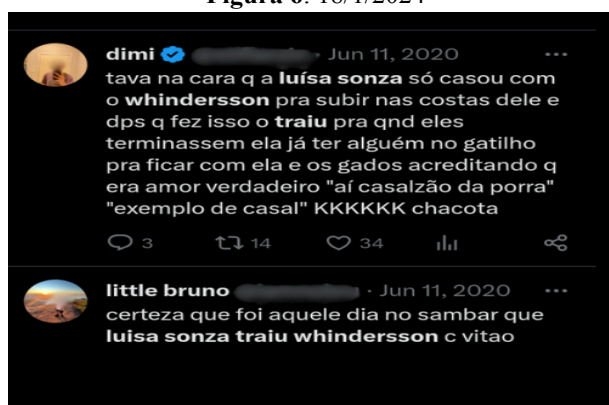 Figura 6: 18/1/2024
dimi · Jun 11, 2020 ...
tava na cara q a luísa sonza só casou com
o whindersson pra subir nas costas dele e
dps q fez isso o traiu pra qnd eles
terminassem ela já ter alguém no gatilho
pra ficar com ela e os gados acreditando q
era amor verdadeiro "aí casalzão da porra"
"exemplo de casal" KKKKKK chacota
3 14 34
little bruno · Jun 11, 2020 ...
certeza que foi aquele dia no sambar que
luisa sonza traiu whindersson c vitao